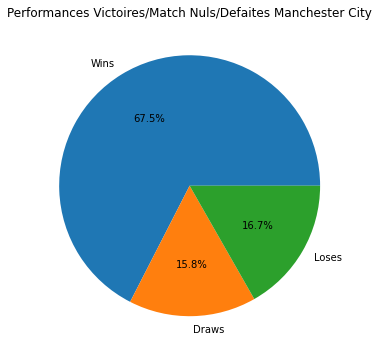 Performances Victoires/Match Nuls/Defaites Manchester City
Wins
67.5%
16.7%
15.8%
Loses
Draws